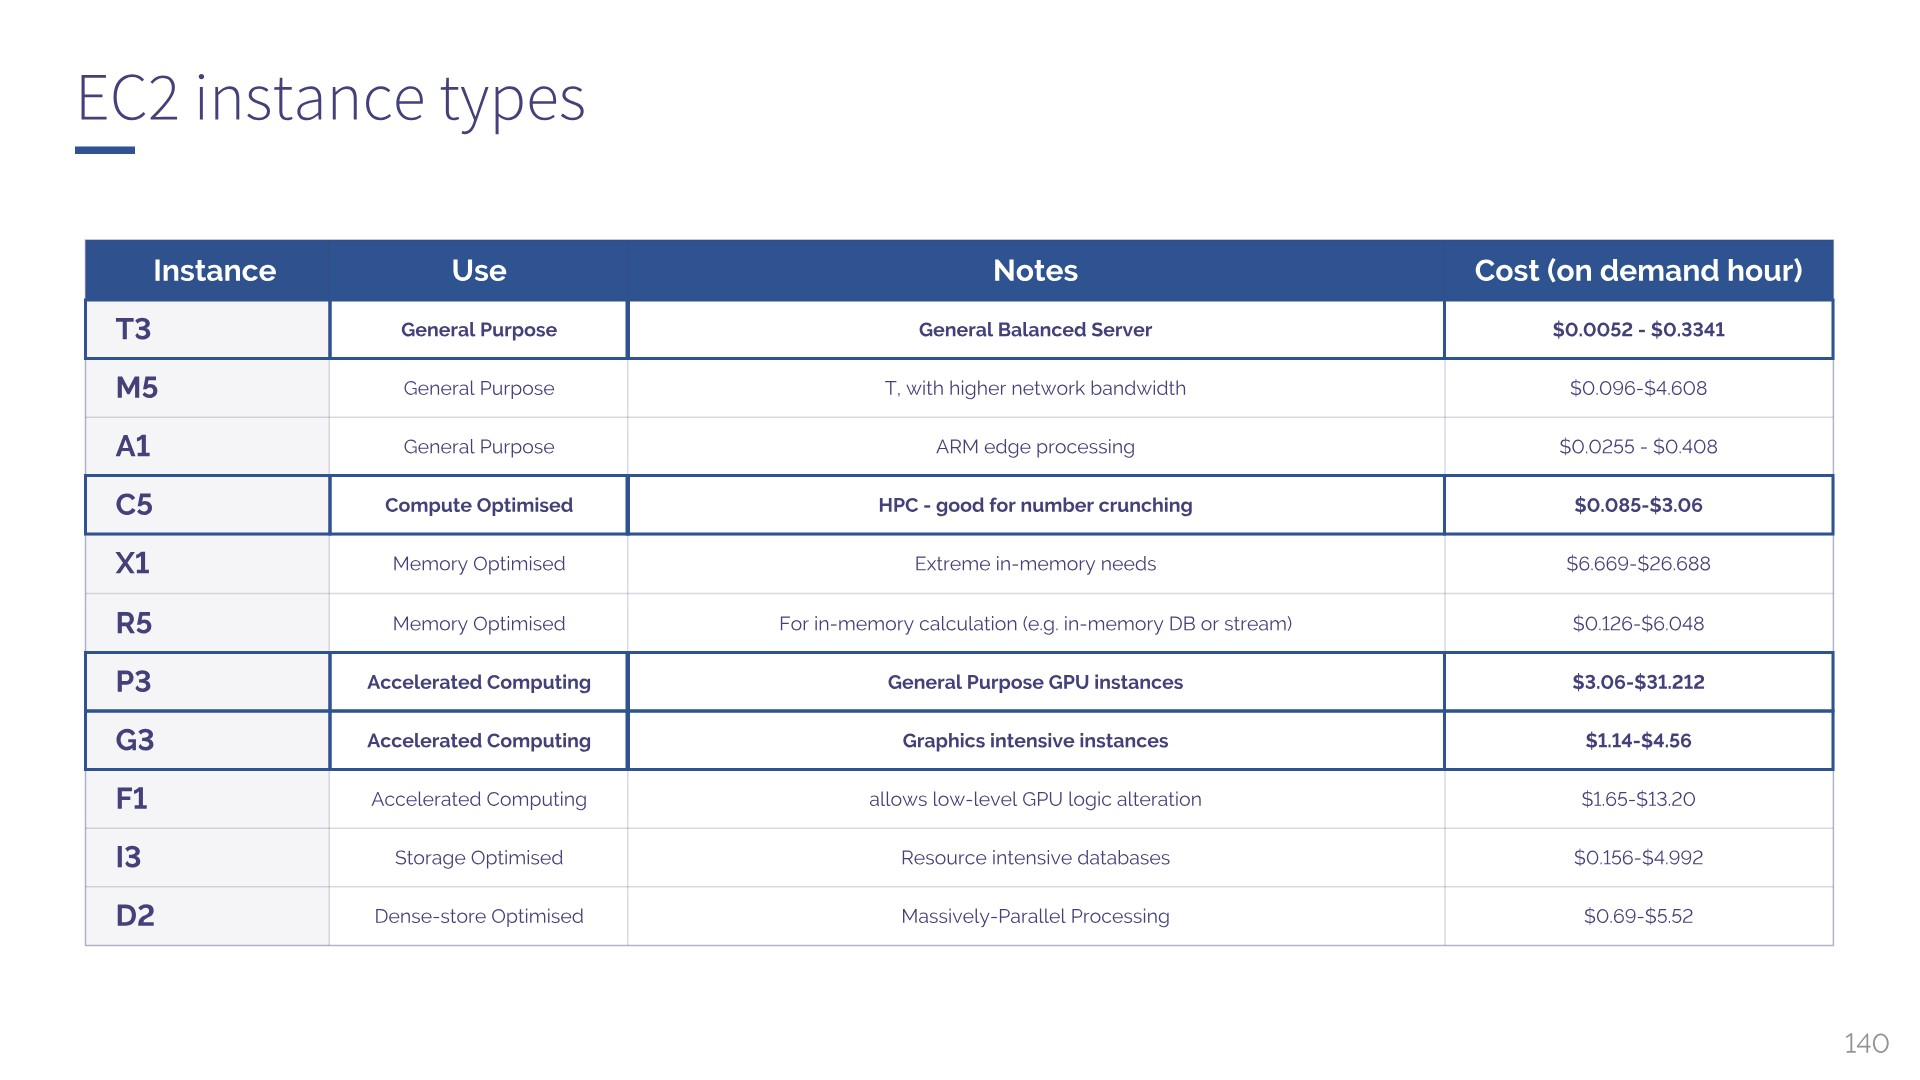 EC2 instance types
Instance Use Notes Cost (on demand hour)
T3 General Purpose General Balanced Server $0.0052 - $0.3341
M5 General Purpose T, with higher network bandwidth $0.096-$4.608
A1 General Purpose ARM edge processing $0.0255 - $0.408
C5 Compute Optimised HPC - good for number crunching $0.085-$3.06
X1 Memory Optimised Extreme in-memory needs $6.669-$26.688
R5 Memory Optimised For in-memory calculation (e.g. in-memory DB or stream) $0.126-$6.048
P3 Accelerated Computing General Purpose GPU instances $3.06-$31.212
G3 Accelerated Computing Graphics intensive instances $1.14-$4.56
F1 Accelerated Computing allows low-level GPU logic alteration $1.65-$13.20
I3 Storage Optimised Resource intensive databases $0.156-$4.992
D2 Dense-store Optimised Massively-Parallel Processing $0.69-$5.52
140